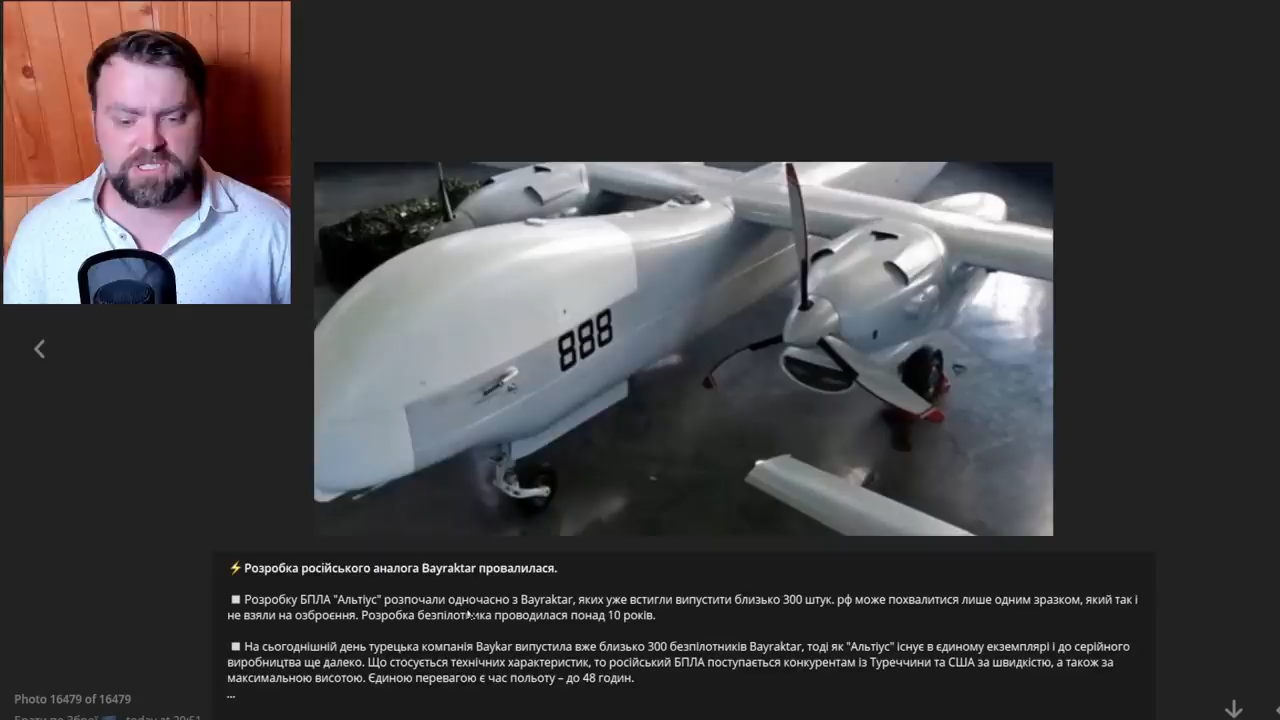 888
⚡Розробка російського аналога Bayraktar провалилася.
◻️Розробку БПЛА "Альтіус" розпочали одночасно з Bayraktar, яких уже встигли випустити близько 300 штук. рф може похвалитися лише одним зразком, який так і
не взяли на озброєння. Розробка безпілотника проводилася понад 10 років.
◻️На сьогоднішній день турецька компанія Baykar випустила вже близько 300 безпілотників Bayraktar, тоді як "Альтіус" існує в єдиному екземплярі і до серійного
виробництва ще далеко. Що стосується технічних характеристик, то російський БПЛА поступається конкурентам із Туреччини та США за швидкістю, а також за
максимальною висотою. Єдиною перевагою є час польоту – до 48 годин.
...
Photo 16479 of 16479